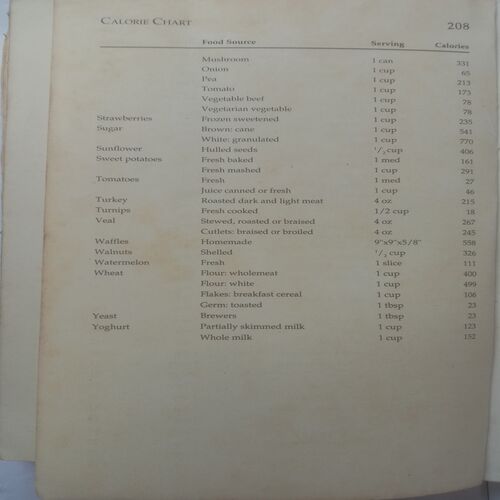 CALORIE CHART 208
Food Source Serving Calories
Mushroom 1 can 331
Onion 1 cup 65
Pea 1 cup 213
Tomato 1 cup 173
Vegetable beef 1 cup 78
Vegetarian vegetable 1 cup 78
Strawberries Frozen sweetened 1 cup 235
Sugar Brown: cane 1 cup 541
White: granulated 1 cup 770
Sunflower Hulled seeds 1/2 cup 406
Sweet potatoes Fresh baked 1 med 161
Fresh mashed 1 cup 291
Tomatoes Fresh 1 med 27
Juice canned or fresh 1 cup 46
Turkey Roasted dark and light meat 4 oz 215
Turnips Fresh cooked 1/2 cup 18
Veal Stewed, roasted or braised 4 oz 267
Cutlets: braised or broiled 4 oz 245
Waffles Homemade 9"x9"x5/8" 558
Walnuts Shelled 1/2 cup 326
Watermelon Fresh 1 slice 111
Wheat Flour: wholemeat 1 cup 400
Flour: white 1 cup 499
Flakes: breakfast cereal 1 cup 106
Germ: toasted 1 tbsp 23
Yeast Brewers 1 tbsp 23
Yoghurt Partially skimmed milk 1 cup 123
Whole milk 1 cup 152